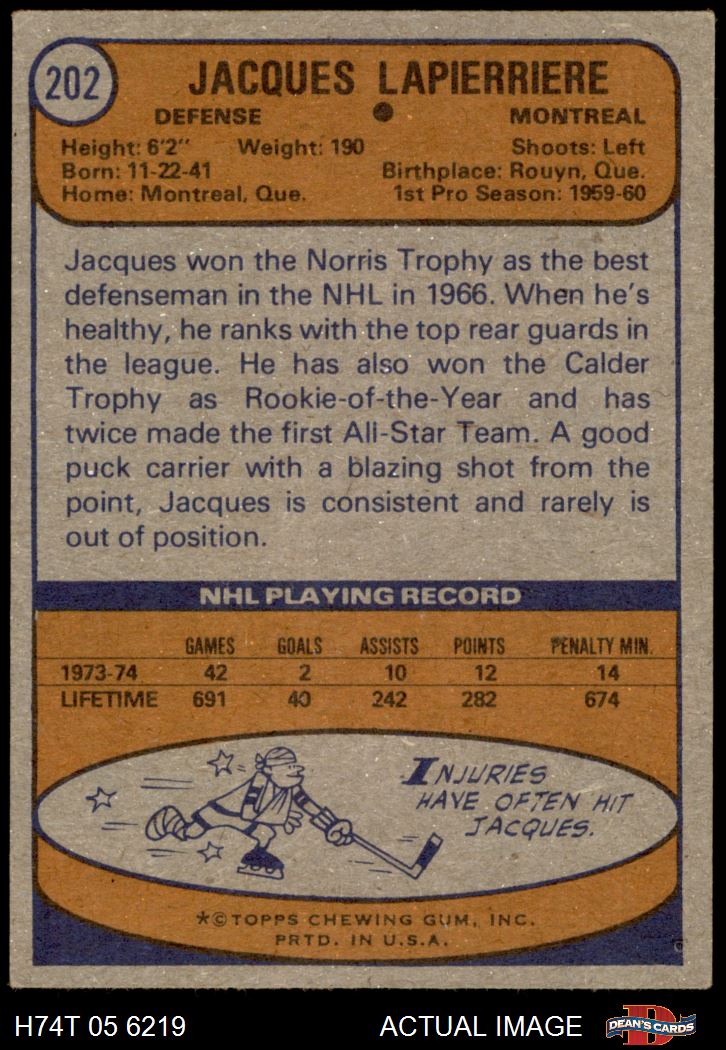 202
JACQUES LAPIERRIERE
DEFENSE MONTREAL
Height: 6'2" Weight: 190 Shoots: Left
Born: 11-22-41 Birthplace: Rouyn, Que.
Home: Montreal, Que. 1st Pro Season: 1959-60
Jacques won the Norris Trophy as the best
defenseman in the NHL in 1966. When he's
healthy, he ranks with the top rear guards in
the league. He has also won the Calder
Trophy as Rookie-of-the-Year and has
twice made the first All-Star Team. A good
puck carrier with a blazing shot from the
point, Jacques is consistent and rarely is
out of position.
NHL PLAYING RECORD
GAMES GOALS ASSISTS POINTS PENALTY MIN.
1973-74 42 2 10 12 14
LIFETIME 691 40 242 282 674
INJURIES
HAVE OFTEN HIT
JACQUES.
*©TOPPS CHEWING GUM, INC.
PRTD. IN U.S.A.
H74T 05 6219 ACTUAL IMAGE D DEAN'S CARDS